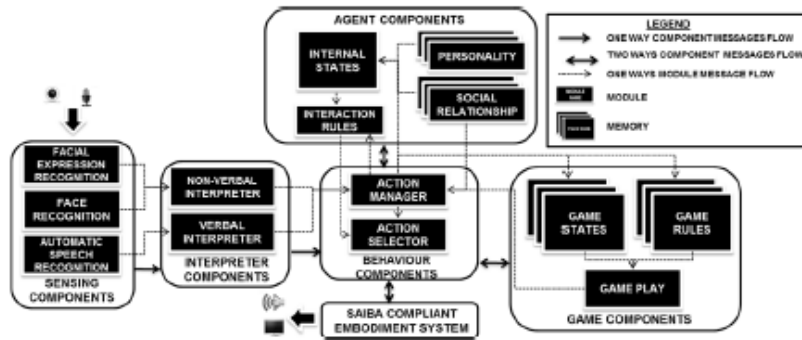 AGENT COMPONENTS
INTERNAL
STATES
PERSONALITY
SOCIAL
RELATIONSHIP
INTERACTION
RULES
LEGEND
ONE WAY COMPONENT MESSAGES FLOW
TWO WAYS COMPONENT MESSAGES FLOW
ONE WAYS MODULE MESSAGE FLOW
MODULE
MEMORY
FACIAL
EXPRESSION
RECOGNITION
FACE
RECOGNITION
AUTOMATIC
SPEECH
RECOGNITION
SENSING
COMPONENTS
NON-VERBAL
INTERPRETER
VERBAL
INTERPRETER
INTERPRETER
COMPONENTS
ACTION
MANAGER
ACTION
SELECTOR
BEHAVIOUR
COMPONENTS
GAME
STATES
GAME
RULES
GAME PLAY
GAME COMPONENTS
SAIBA COMPLIANT
EMBODIMENT SYSTEM